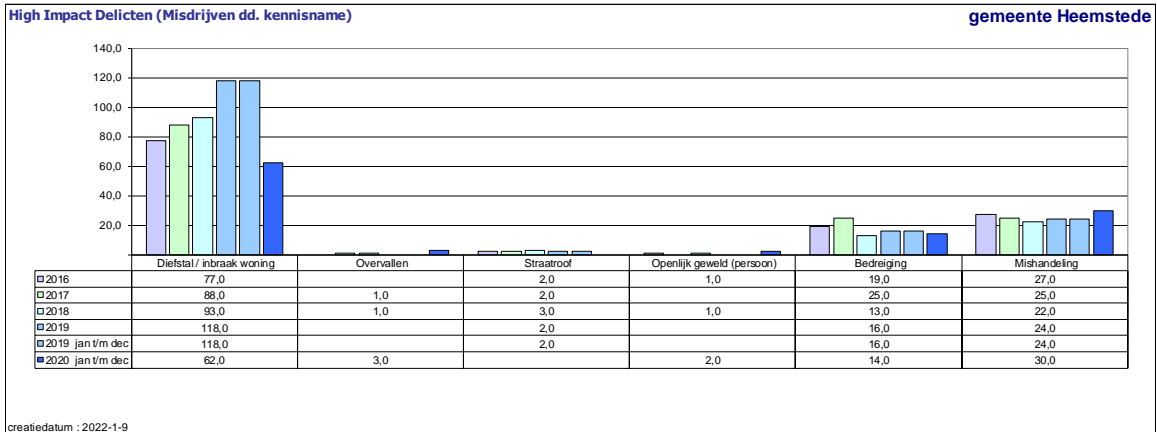 High Impact Delicten (Misdrijven dd. kennisname) gemeente Heemstede
140,0
120,0
100,0
80,0
60,0
40,0
20,0
Diefstal / inbraak woning Overvallen Straatroof Openlijk geweld (persoon) Bedreiging Mishandeling
2016 77,0 2,0 1,0 19,0 27,0
2017 88,0 1,0 2,0 25,0 25,0
2018 93,0 1,0 3,0 1,0 13,0 22,0
2019 118,0 2,0 16,0 24,0
2019 jan t/m dec 118,0 2,0 16,0 24,0
2020 jan t/m dec 62,0 3,0 2,0 14,0 30,0
creatiedatum : 2022-1-9